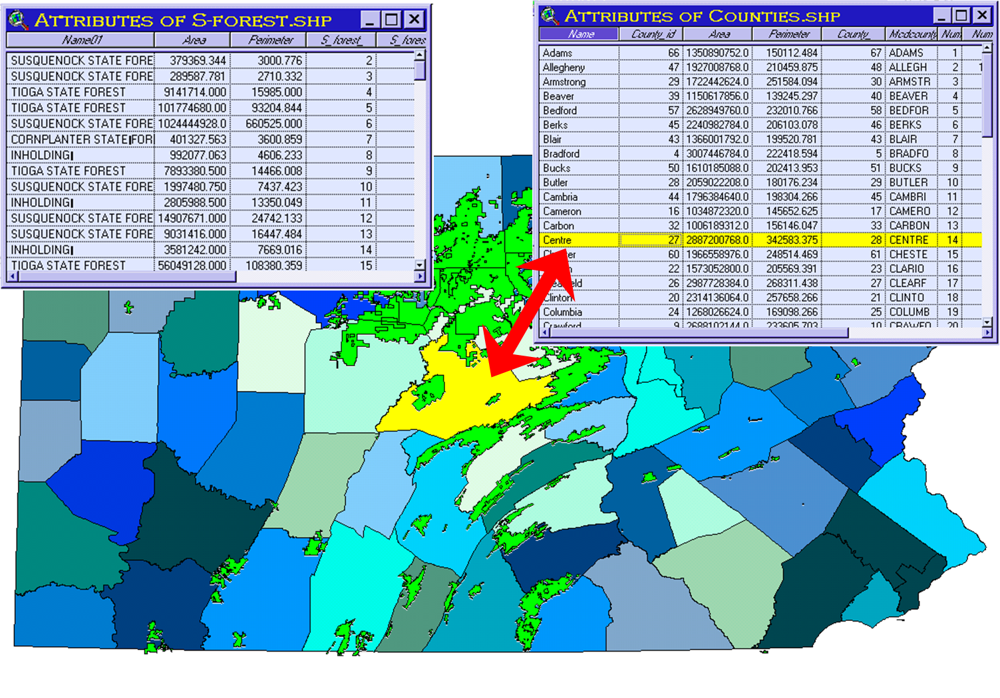 ATTRIBUTES OF S-FOREST.SHP
Name01 Area Perimeter S_forest_ S_fores
SUSQUENOCK STATE FORE 379369.344 3000.776 2
SUSQUENOCK STATE FORE 289587.781 2710.332 3
TIOGA STATE FOREST 9141714.000 15985.000 4
TIOGA STATE FOREST 101774680.00 93204.844 5
SUSQUENOCK STATE FORE 1024444928.0 660525.000 6
CORNPLANTER STATE FOR 401327.563 3600.859 7
INHOLDING 992077.063 4606.233 8
TIOGA STATE FOREST 7893380.500 14466.008 9
SUSQUENOCK STATE FORE 1997480.750 7437.423 10
INHOLDING 2805988.500 13350.049 11
SUSQUENOCK STATE FORE 14907671.000 24742.133 12
SUSQUENOCK STATE FORE 9031416.000 16447.484 13
INHOLDING 3581242.000 7669.016 14
TIOGA STATE FOREST 56049128.000 108380.359 15
ATTRIBUTES OF COUNTIES.SHP
Name County_id Area Perimeter County_ Mcdcounty Num Num
Adams 66 1350890752.0 150112.484 67 ADAMS 1
Allegheny 47 1927008768.0 210459.875 48 ALLEGH 2 1
Armstrong 29 1722442624.0 251584.094 30 ARMSTR 3
Beaver 39 1150617856.0 139245.297 40 BEAVER 4
Bedford 57 2628949760.0 232010.766 58 BEDFOR 5
Berks 45 2240982784.0 206103.078 46 BERKS 6
Blair 43 1366001792.0 199520.781 43 BLAIR 7
Bradford 4 3007446784.0 222418.594 5 BRADFO 8
Bucks 50 1610185088.0 202413.953 51 BUCKS 9
Butler 28 2059022208.0 180176.234 29 BUTLER 10
Cambria 44 1796384640.0 198304.266 45 CAMBRI 11
Cameron 16 1034872320.0 145652.625 17 CAMERO 12
Carbon 32 1006189312.0 156146.047 33 CARBON 13
Centre 27 2887200768.0 342583.375 28 CENTRE 14
60 1966558976.0 248514.469 61 CHESTE 15
22 1573052800.0 205569.391 23 CLARIO 16
26 2987728384.0 268311.438 27 CLEARF 17
Clinton 20 2314136064.0 257658.266 21 CLINTO 18
Columbia 24 1268026624.0 169098.266 25 COLUMB 19
Crawford 9 2688102144.0 233605.703 10 CRAWFO 20